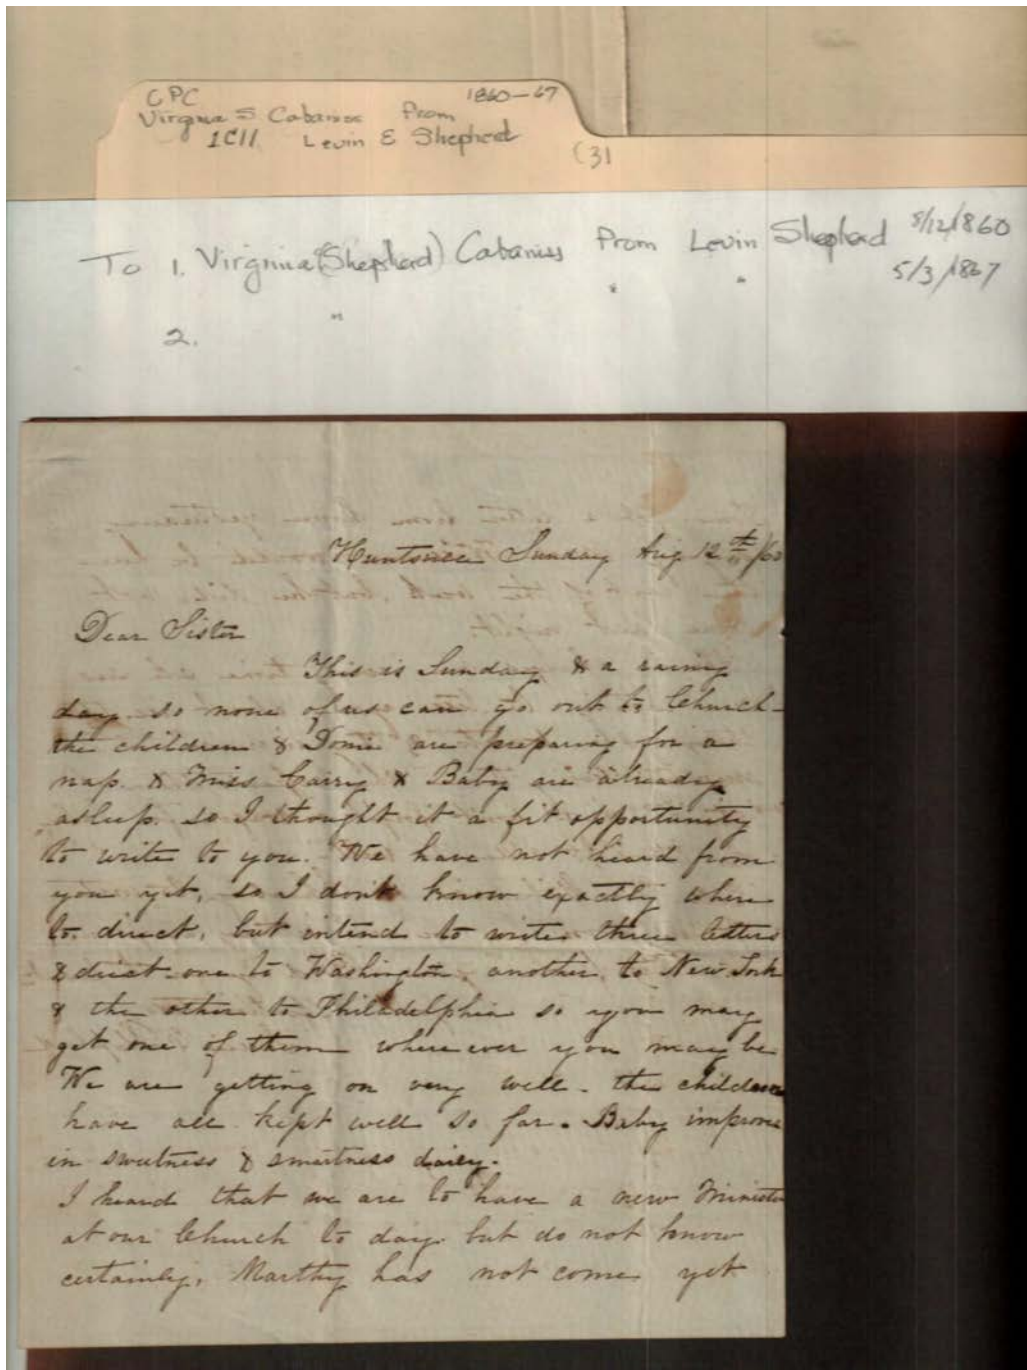 CPC 1860-67
Virginia S Cabaniss From
1C11 Levin E Shepherd
(3)
To 1. Virginia (Shepherd) Cabaniss From Levin Shepherd 8/12/1860
" " " 5/3/1867
2.
Huntsville Sunday Aug 12th /60
Dear Sister
This is Sunday & a rainy
day so none of us can go out to Church -
the children & Donie are preparing for a
nap. & Miss Carry & Baby are already
asleep. so I thought it a fit opportunity
to write to you. We have not heard from
you yet, so I dont know exactly where
to direct, but intend to write three letters
& direct one to Washington, another to New York
& the other to Philadelphia so you may
get one of them where ever you may be
We are getting on very well - the children
have all kept well so far. Baby improves
in sweetness & smartness daily.
I heard that we are to have a new Minister
at our Church to day but do not know
certainly, Marthy has not come yet